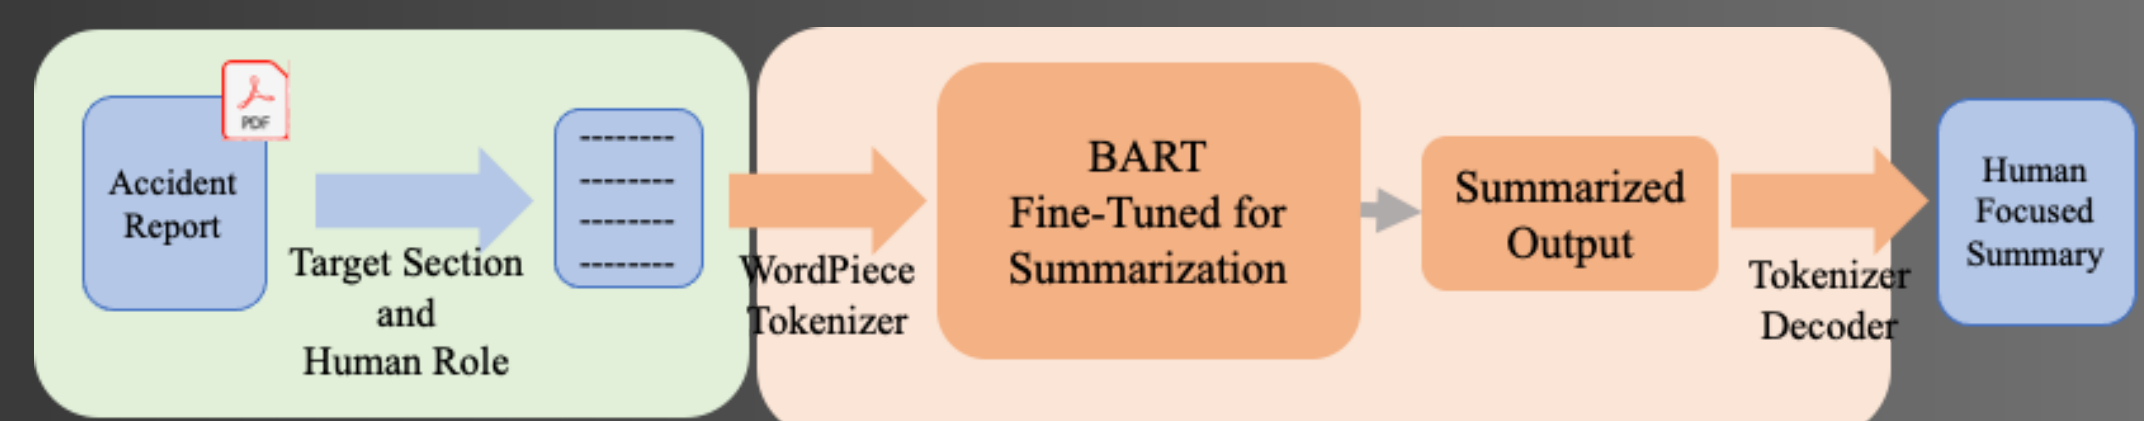 PDF
Accident
Report
Target Section
and
Human Role
--------
--------
--------
--------
WordPiece
Tokenizer
BART
Fine-Tuned for
Summarization
Summarized
Output
Tokenizer
Decoder
Human
Focused
Summary